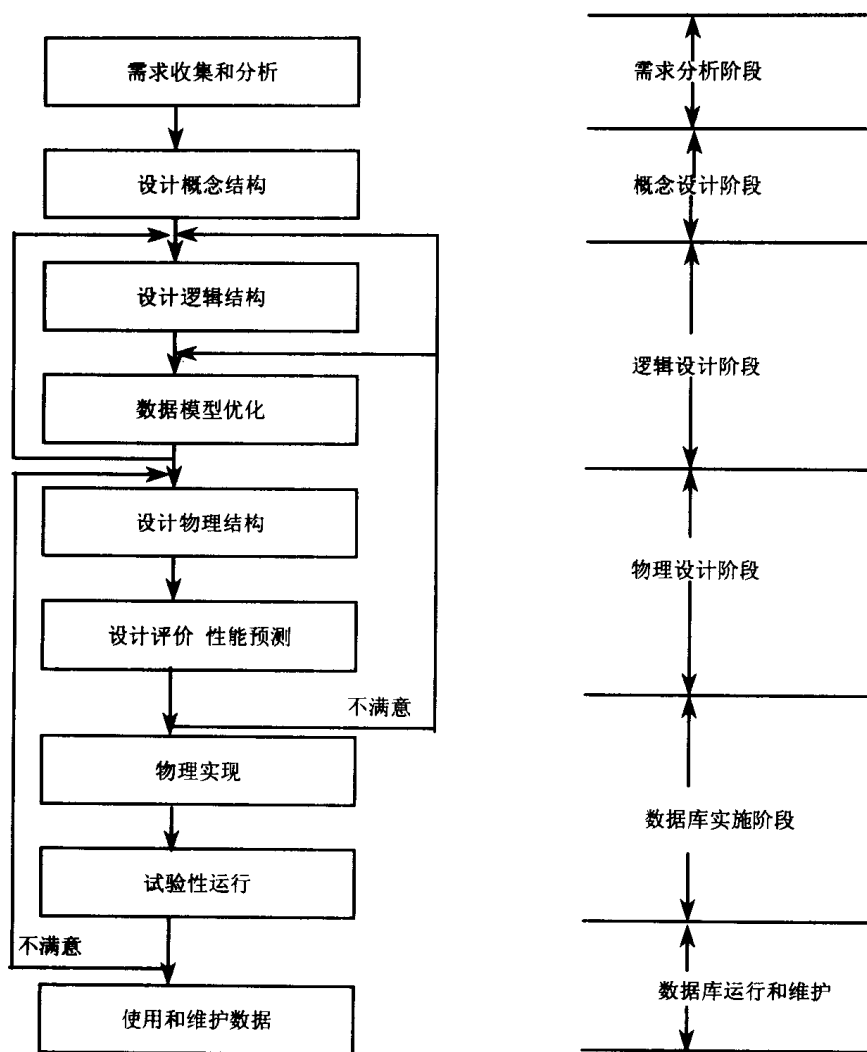 需求收集和分析
需求分析阶段
设计概念结构
概念设计阶段
设计逻辑结构
逻辑设计阶段
数据模型优化
设计物理结构
物理设计阶段
设计评价 性能预测
不满意
物理实现
数据库实施阶段
试验性运行
不满意
数据库运行和维护
使用和维护数据